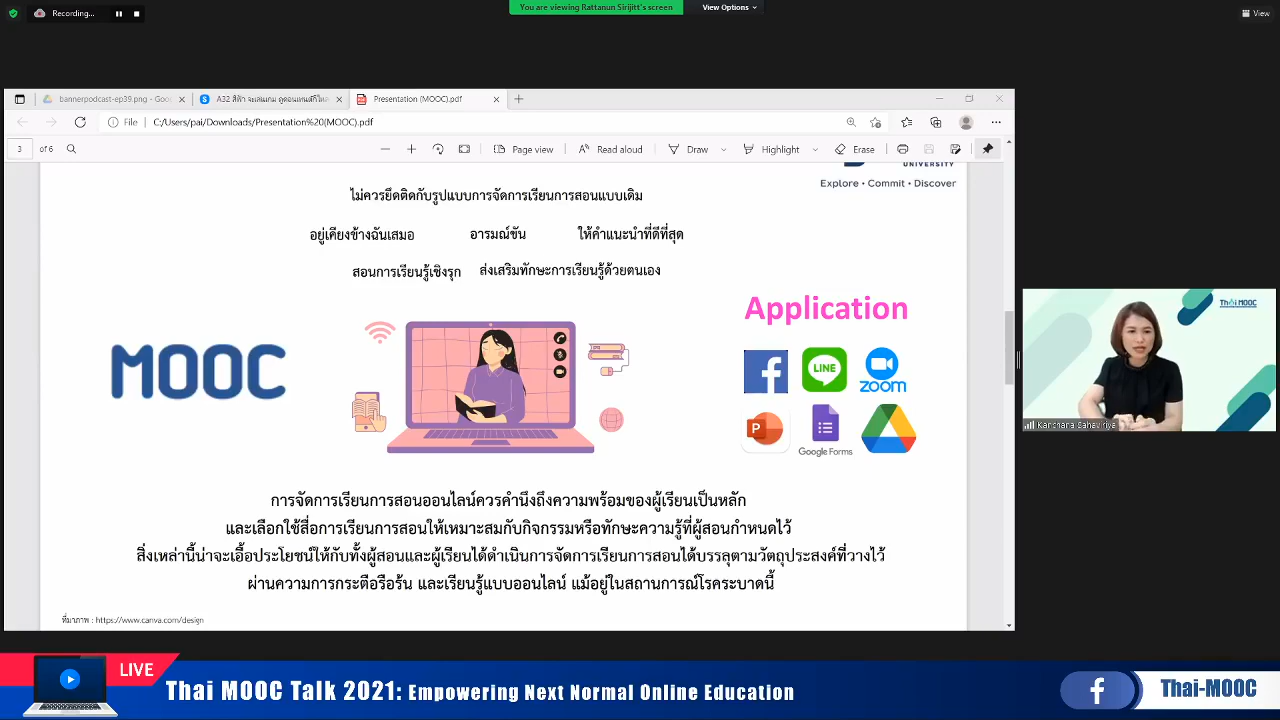 Recording...
You are viewing Rattanun Sirijitt's screen
View Options
View
bannerpodcast-ep39.png - Goo
Presentation (MOOC).pdf
File
C:/Users/pai/Downloads/Presentation%20(MOOC).pdf
3 of 6
Page view
Read aloud
Draw
Highlight
Erase
UNIVERSITY
Explore • Commit • Discover
ไม่ควรยึดติดกับรูปแบบการจัดการเรียนการสอนแบบเดิม
อยู่เคียงข้างฉันเสมอ อารมณ์ขัน ให้คำแนะนำที่ดีที่สุด
สอนการเรียนรู้เชิงรุก ส่งเสริมทักษะการเรียนรู้ด้วยตนเอง
Application
MOOC
LINE
zoom
P
Google Forms
Thai MOOC
Kanchana Sahaviriya
การจัดการเรียนการสอนออนไลน์ควรคำนึงถึงความพร้อมของผู้เรียนเป็นหลัก
และเลือกใช้สื่อการเรียนการสอนให้เหมาะสมกับกิจกรรมหรือทักษะความรู้ที่ผู้สอนกำหนดไว้
สิ่งเหล่านี้น่าจะเอื้อประโยชน์ให้กับทั้งผู้สอนและผู้เรียนได้ดำเนินการจัดการเรียนการสอนได้บรรลุตามวัตถุประสงค์ที่วางไว้
ผ่านความการกระตือรือร้น และเรียนรู้แบบออนไลน์ แม้อยู่ในสถานการณ์โรคระบาดนี้
ที่มาภาพ : https://www.canva.com/design
LIVE
Thai MOOC Talk 2021: Empowering Next Normal Online Education
Thai-MOOC